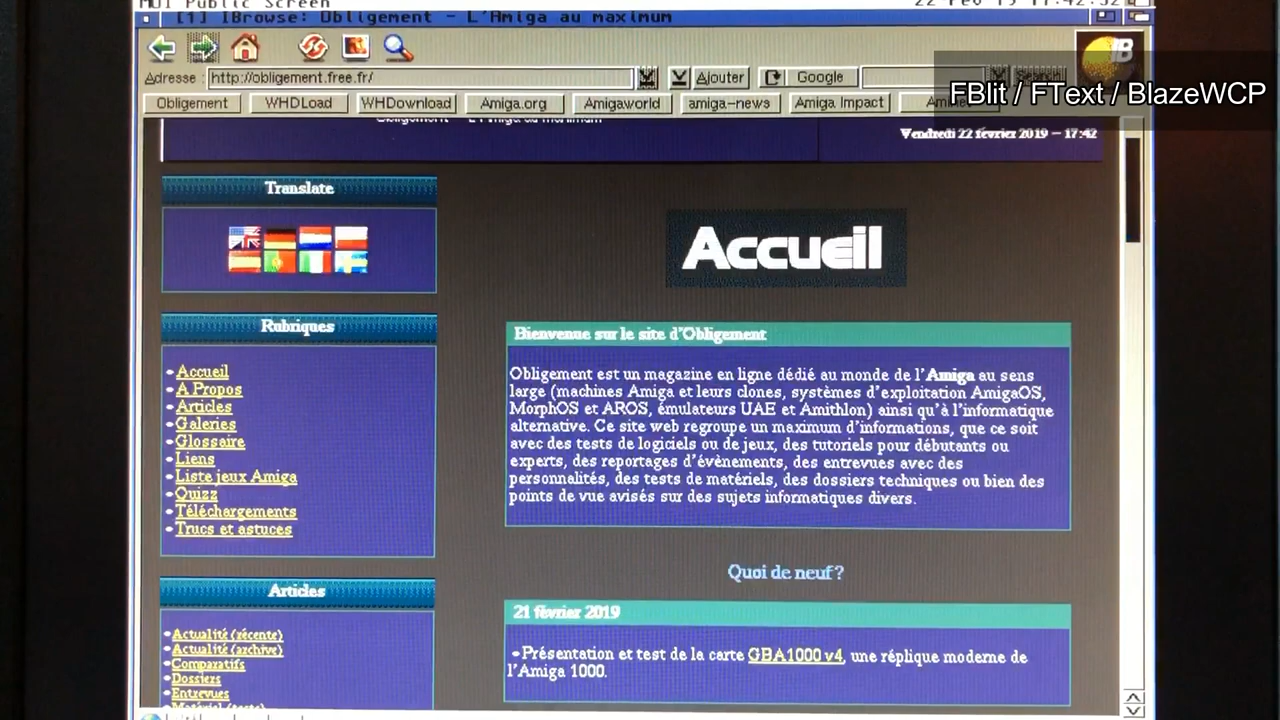 MUI Public Screen
[1] IBrowse: Obligement - L'Amiga au maximum
IB
Adresse : http://obligement.free.fr/
Ajouter
Google
FBlit / FText / BlazeWCP
Obligement
WHDLoad
WHDownload
Amiga.org
Amigaworld
amiga-news
Amiga Impact
Obligement - L'Amiga au maximum
Vendredi 22 février 2019 - 17:42
Translate
Accueil
Rubriques
•Accueil
•A Propos
•Articles
•Galeries
•Glossaire
•Liens
•Liste jeux Amiga
•Quizz
•Téléchargements
•Trucs et astuces
Bienvenue sur le site d'Obligement
Obligement est un magazine en ligne dédié au monde de l'Amiga au sens
large (machines Amiga et leurs clones, systèmes d'exploitation AmigaOS,
MorphOS et AROS, émulateurs UAE et Amithlon) ainsi qu'à l'informatique
alternative. Ce site web regroupe un maximum d'informations, que ce soit
avec des tests de logiciels ou de jeux, des tutoriels pour débutants ou
experts, des reportages d'évènements, des entrevues avec des
personnalités, des tests de matériels, des dossiers techniques ou bien des
points de vue avisés sur des sujets informatiques divers.
Quoi de neuf ?
21 février 2019
•Présentation et test de la carte GBA1000 v4, une réplique moderne de
l'Amiga 1000.
Articles
•Actualité (récente)
•Actualité (archive)
•Comparatifs
•Dossiers
•Entrevues